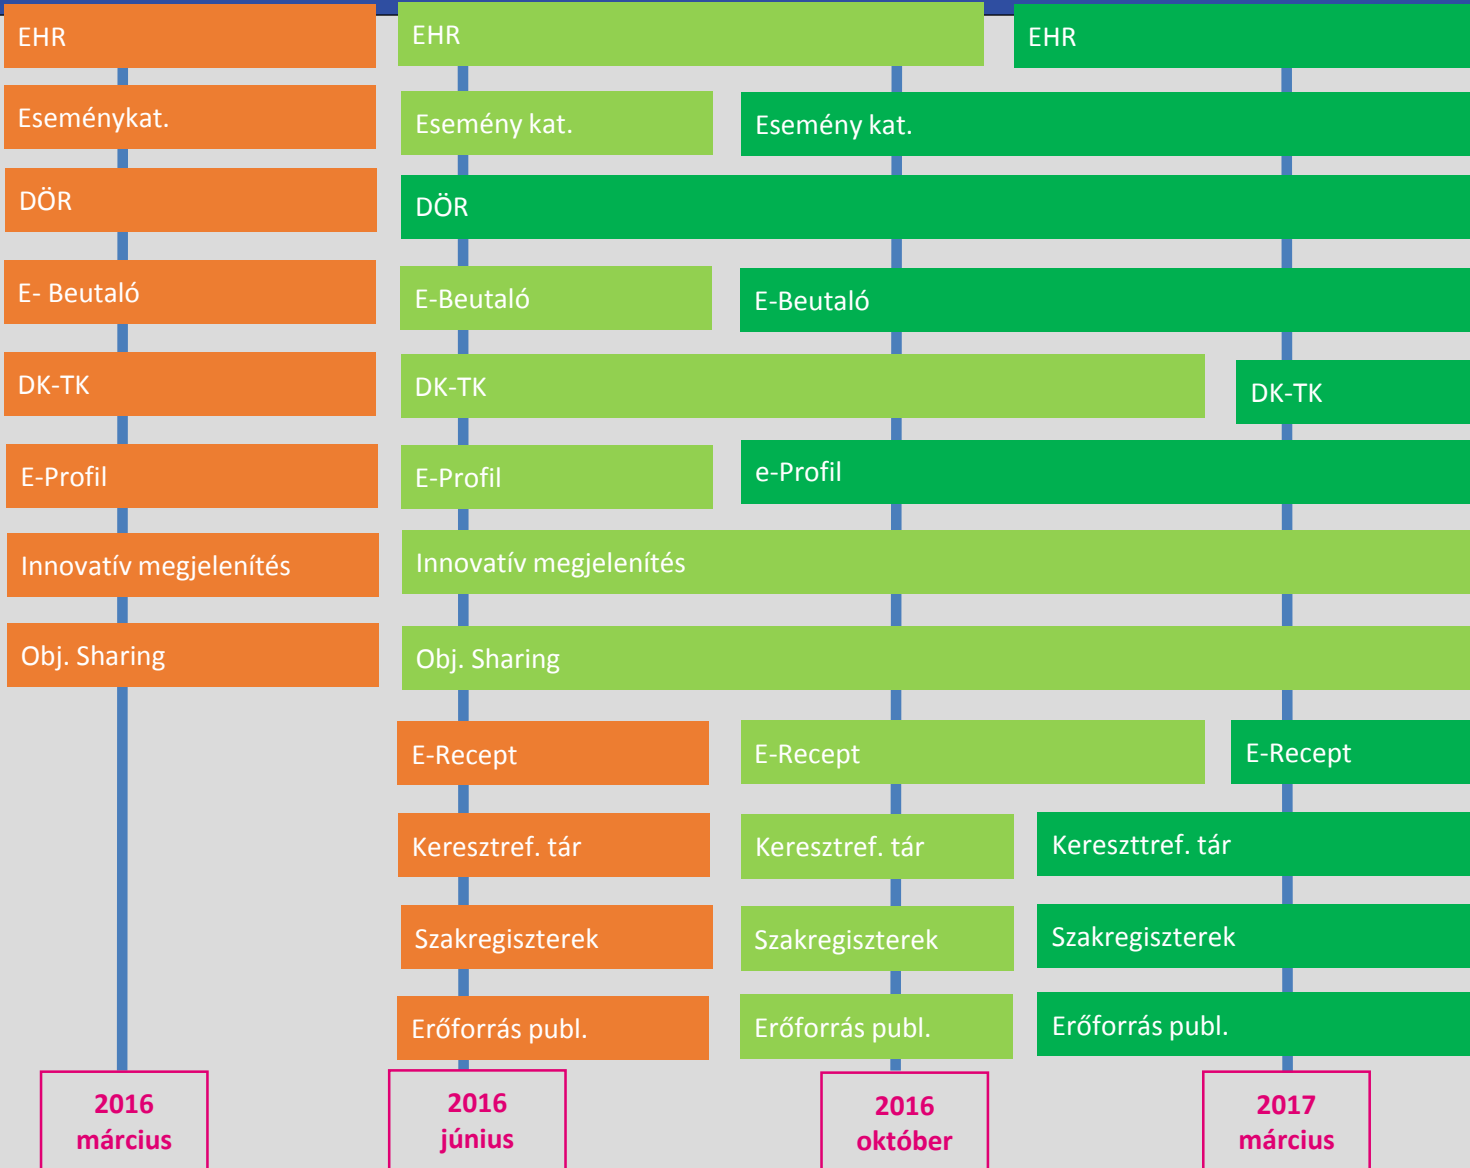 EHR
EHR
EHR
Eseménykat.
Esemény kat.
Esemény kat.
DÖR
DÖR
E- Beutaló
E-Beutaló
E-Beutaló
DK-TK
DK-TK
DK-TK
E-Profil
E-Profil
e-Profil
Innovatív megjelenítés
Innovatív megjelenítés
Obj. Sharing
Obj. Sharing
E-Recept
E-Recept
E-Recept
Keresztref. tár
Keresztref. tár
Kereszttref. tár
Szakregiszterek
Szakregiszterek
Szakregiszterek
Erőforrás publ.
Erőforrás publ.
Erőforrás publ.
2016
március
2016
június
2016
október
2017
március